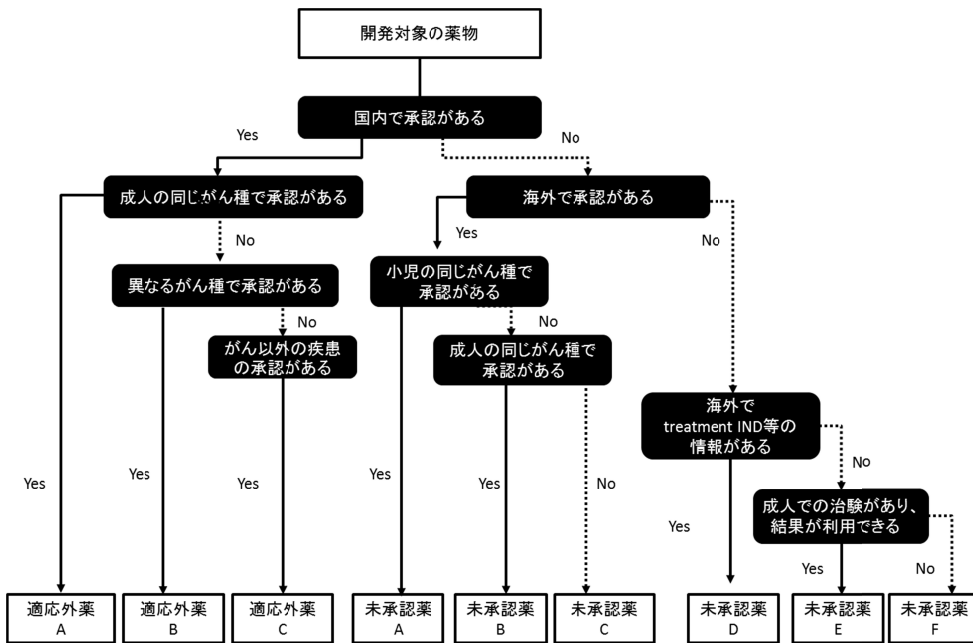 開発対象の薬物
国内で承認がある
Yes
No
成人の同じがん種で承認がある
海外で承認がある
No
Yes
No
異なるがん種で承認がある
小児の同じがん種で
承認がある
No
No
がん以外の疾患
の承認がある
成人の同じがん種で
承認がある
海外で
treatment IND等の
情報がある
Yes
Yes
Yes
Yes
Yes
No
No
成人での治験があり、
結果が利用できる
Yes
Yes
No
適応外薬
A
適応外薬
B
適応外薬
C
未承認薬
A
未承認薬
B
未承認薬
C
未承認薬
D
未承認薬
E
未承認薬
F